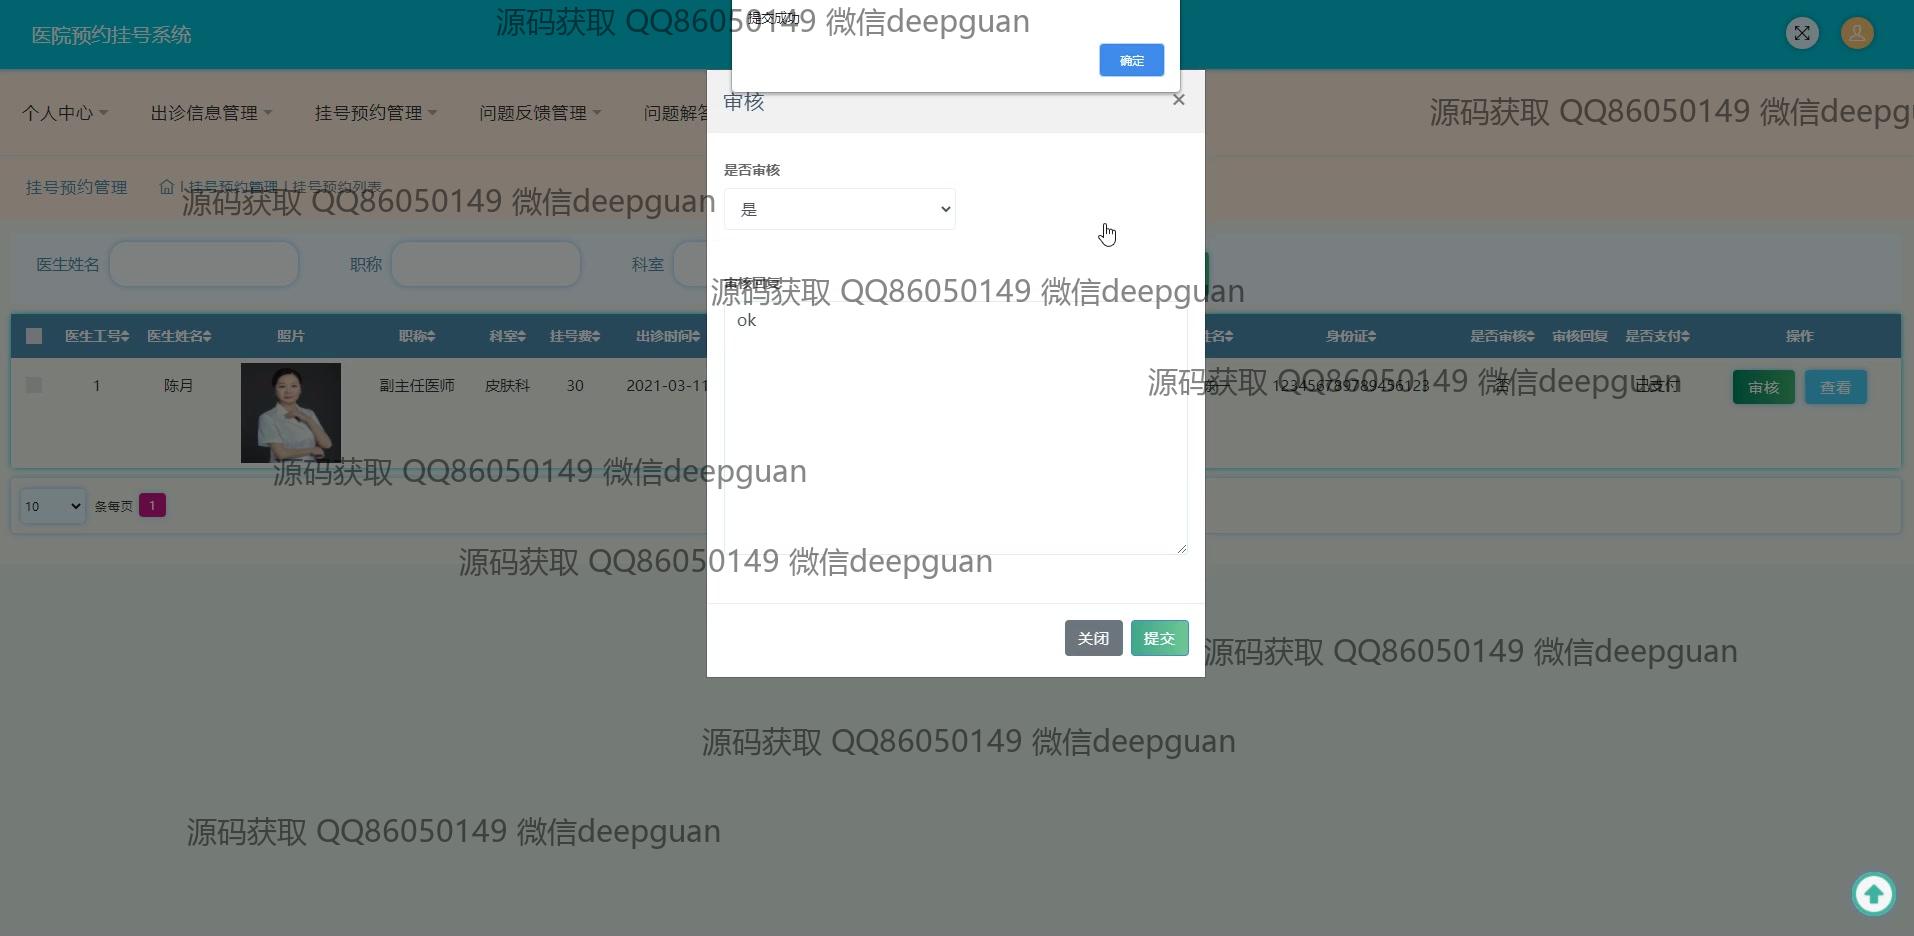 医院预约挂号系统
源码获取 QQ86050149 微信deepguan
提交成功
确定
个人中心
出诊信息管理
挂号预约管理
问题反馈管理
问题解答
审核
×
源码获取 QQ86050149 微信deepg
挂号预约管理
| 挂号预约管理 | 挂号预约列表
源码获取 QQ86050149 微信deepguan
是否审核
是
医生姓名
职称
科室
审核回复
源码获取 QQ86050149 微信deepguan
ok
医生工号 医生姓名 照片 职称 科室 挂号费 出诊时间 姓名 身份证 是否审核 审核回复 是否支付 操作
1 陈月 副主任医师 皮肤科 30 2021-03-11 123456789789456123 否 已支付 审核 查看
源码获取 QQ86050149 微信deepguan
源码获取 QQ86050149 微信deepguan
10 条每页 1
源码获取 QQ86050149 微信deepguan
关闭 提交
源码获取 QQ86050149 微信deepguan
源码获取 QQ86050149 微信deepguan
源码获取 QQ86050149 微信deepguan